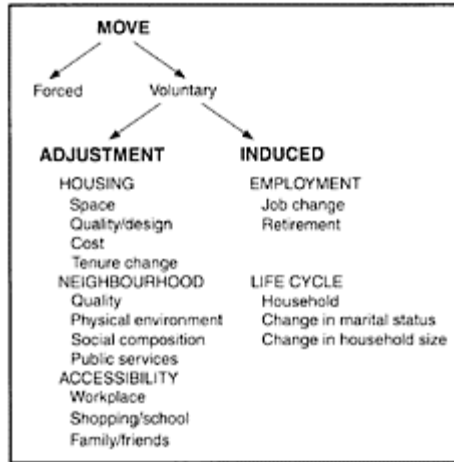 MOVE
Forced
Voluntary
ADJUSTMENT
HOUSING
Space
Quality/design
Cost
Tenure change
NEIGHBOURHOOD
Quality
Physical environment
Social composition
Public services
ACCESSIBILITY
Workplace
Shopping/school
Family/friends
INDUCED
EMPLOYMENT
Job change
Retirement
LIFE CYCLE
Household
Change in marital status
Change in household size